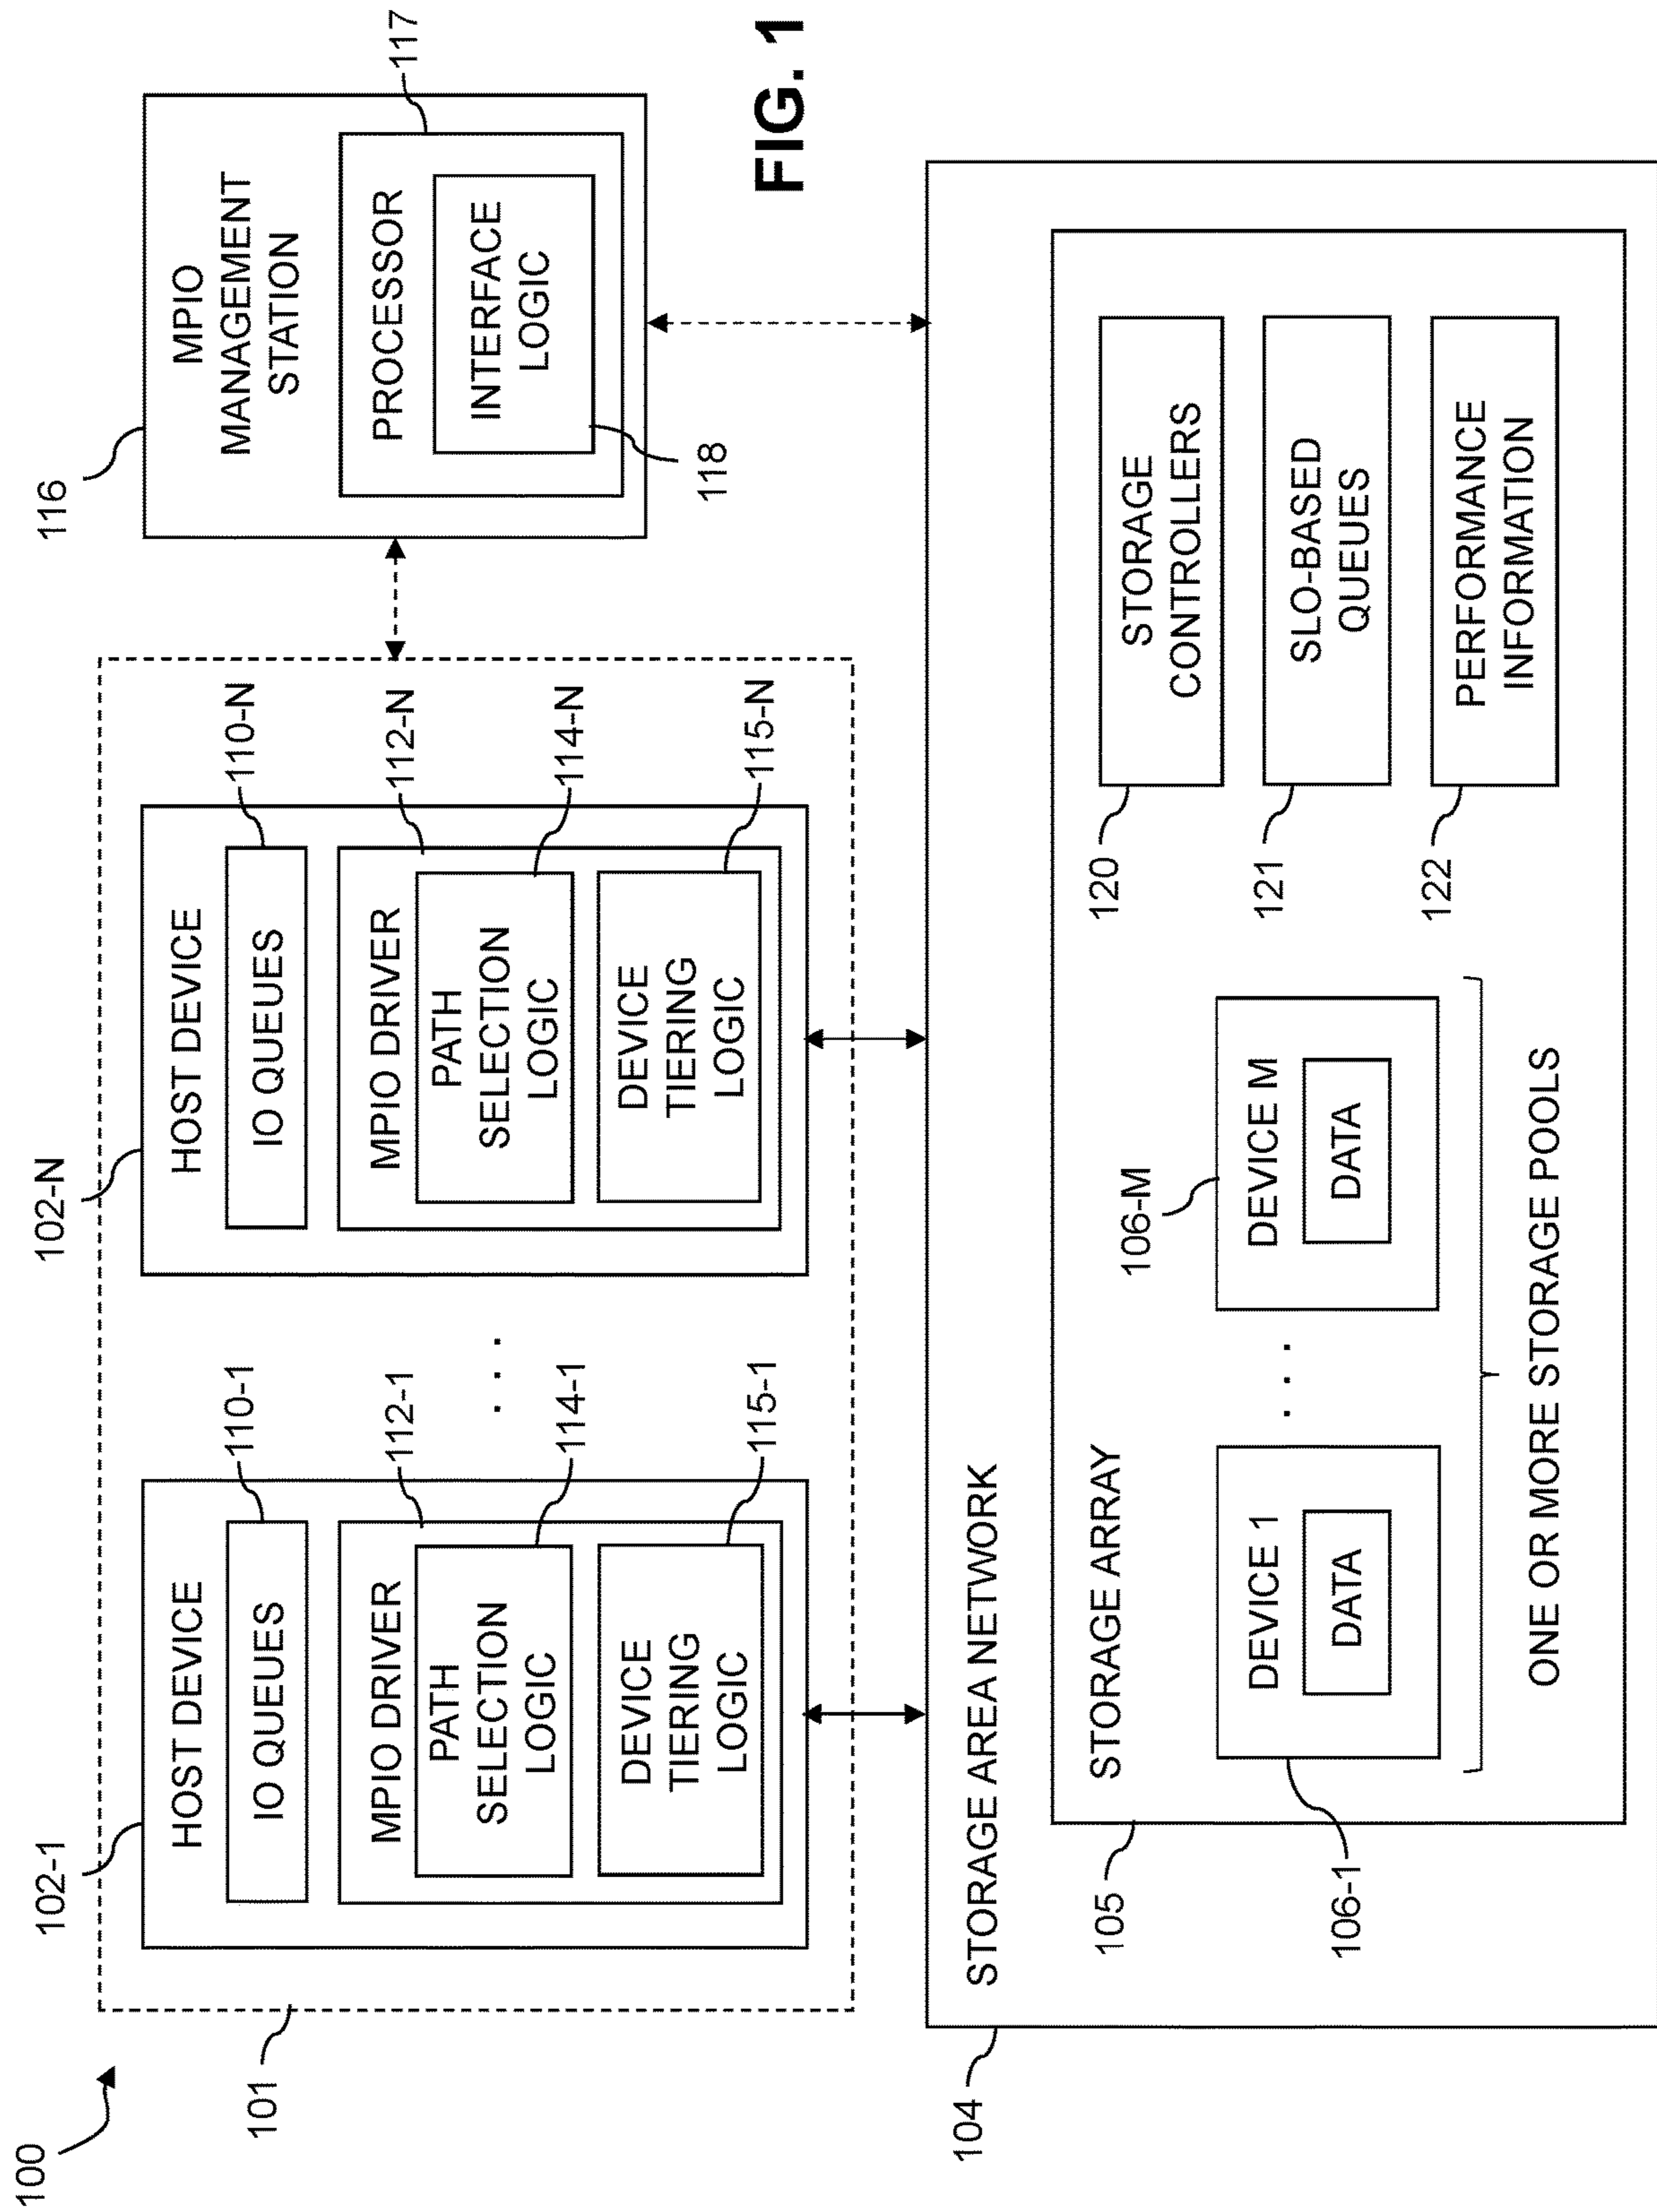 100
101
102-1
HOST DEVICE
IO QUEUES
110-1
MPIO DRIVER
112-1
PATH
SELECTION
LOGIC
114-1
DEVICE
TIERING
LOGIC
115-1
. . .
102-N
HOST DEVICE
IO QUEUES
110-N
MPIO DRIVER
112-N
PATH
SELECTION
LOGIC
114-N
DEVICE
TIERING
LOGIC
115-N
116
MPIO
MANAGEMENT
STATION
PROCESSOR
117
INTERFACE
LOGIC
118
FIG. 1
104
STORAGE AREA NETWORK
105
STORAGE ARRAY
106-1
DEVICE 1
DATA
. . .
106-M
DEVICE M
DATA
ONE OR MORE STORAGE POOLS
120
STORAGE
CONTROLLERS
121
SLO-BASED
QUEUES
122
PERFORMANCE
INFORMATION